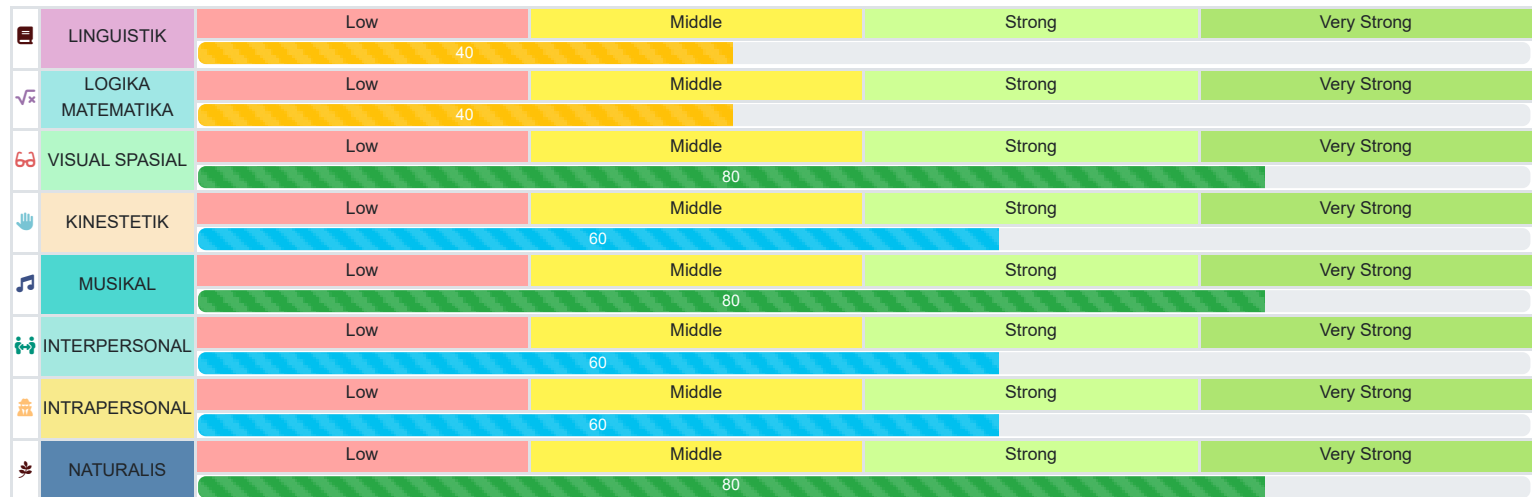 LINGUISTIK
Low Middle Strong Very Strong
40
LOGIKA
MATEMATIKA
Low Middle Strong Very Strong
40
VISUAL SPASIAL
Low Middle Strong Very Strong
80
KINESTETIK
Low Middle Strong Very Strong
60
MUSIKAL
Low Middle Strong Very Strong
80
INTERPERSONAL
Low Middle Strong Very Strong
60
INTRAPERSONAL
Low Middle Strong Very Strong
60
NATURALIS
Low Middle Strong Very Strong
80